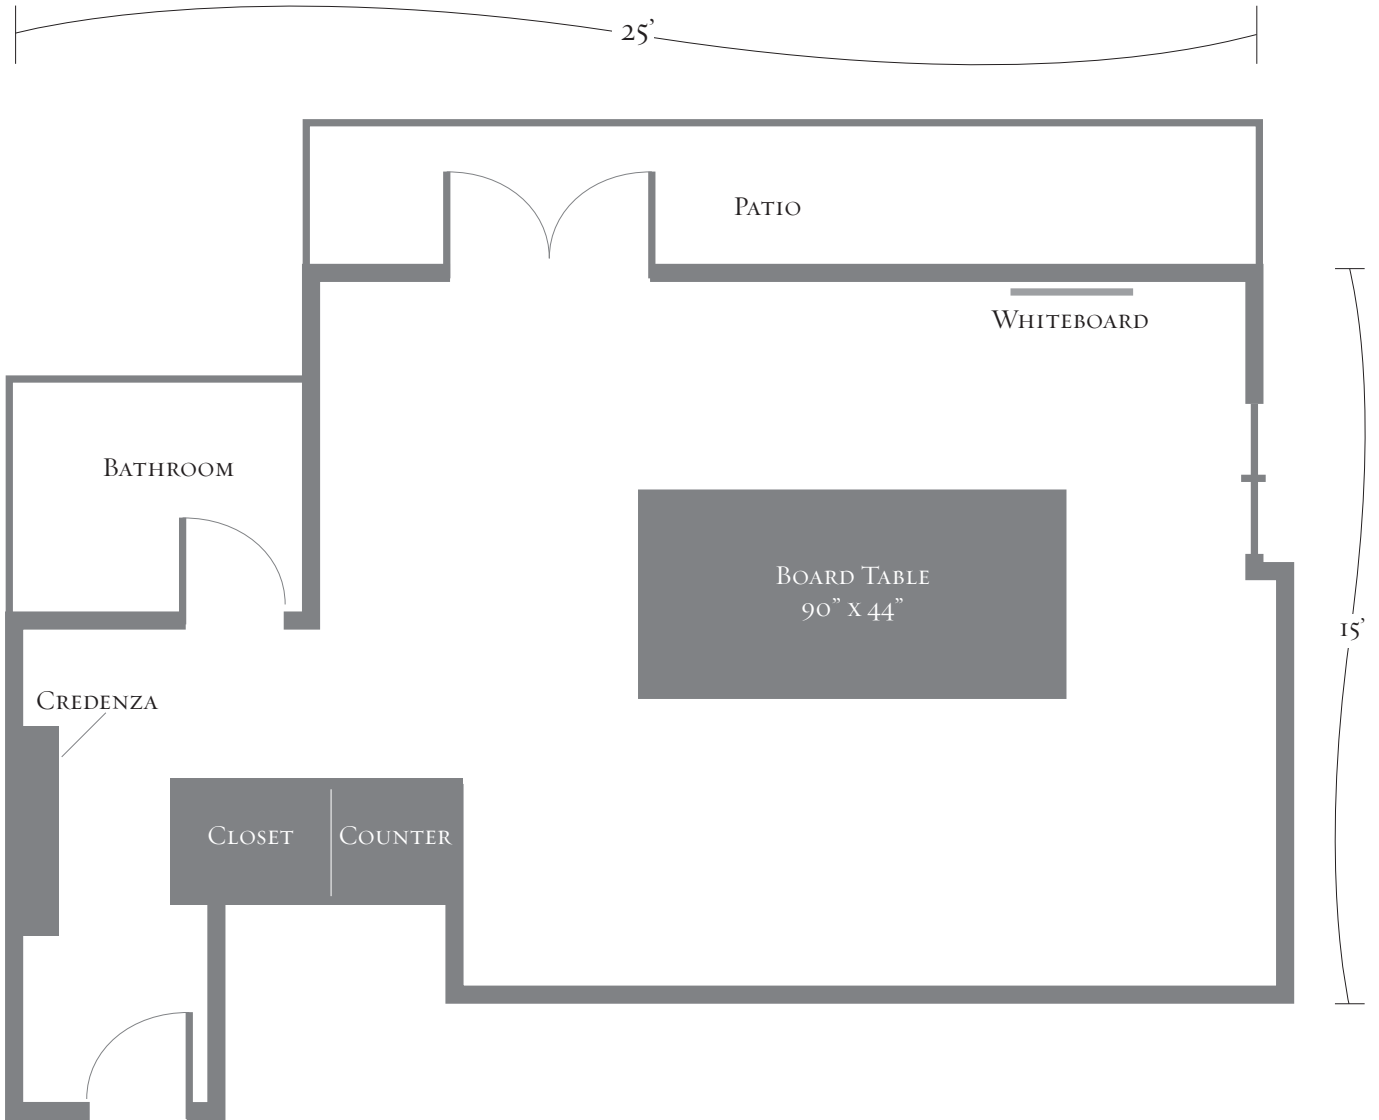 25’
Patio
Whiteboard
Bathroom
Board Table
90” x 44”
15’
Credenza
Closet
Counter